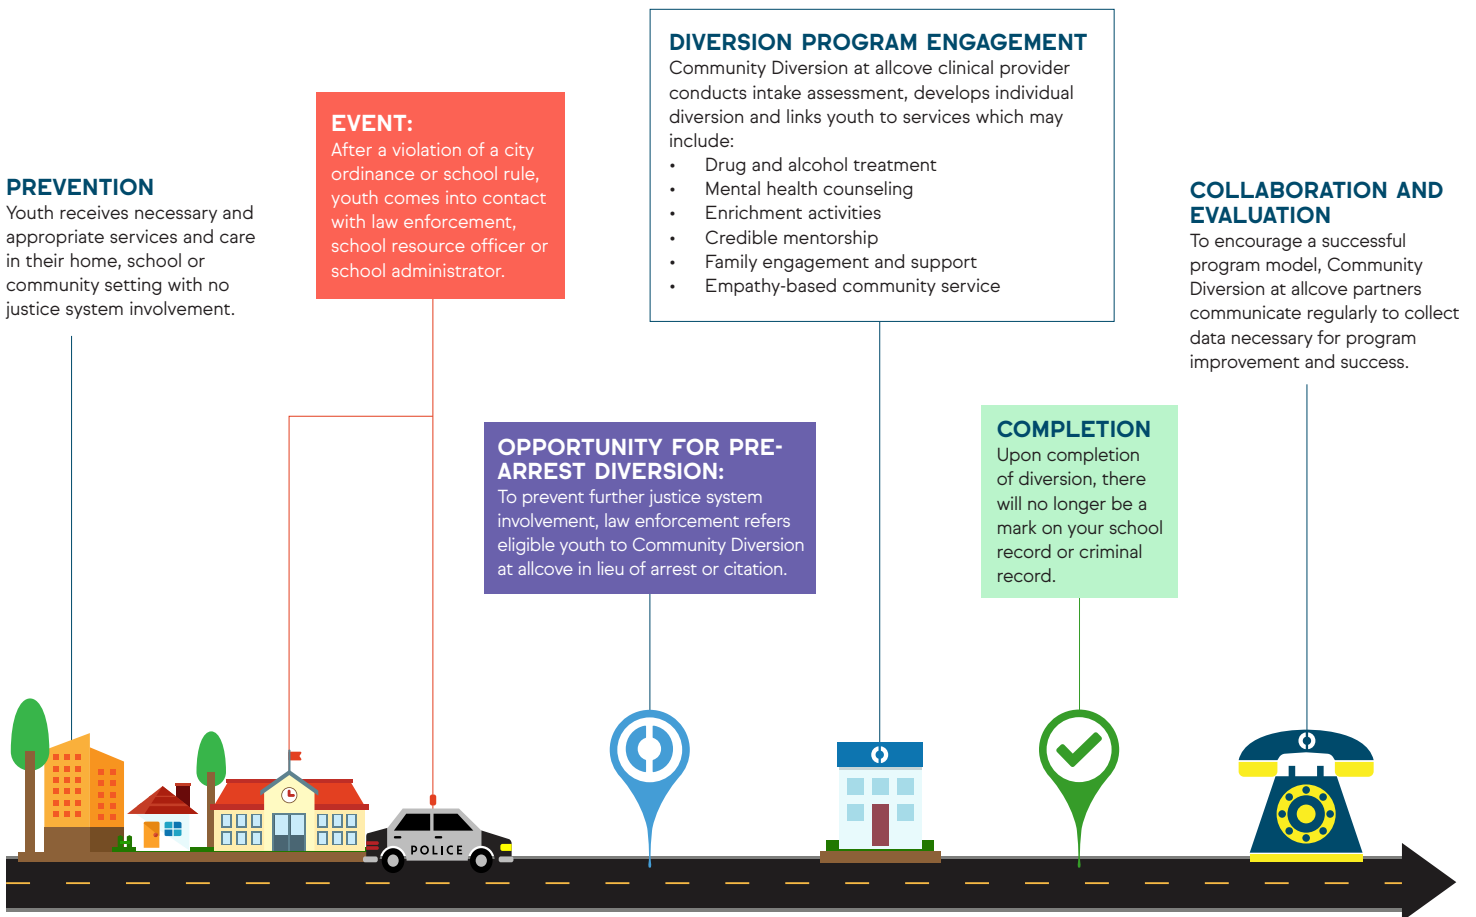 PREVENTION
Youth receives necessary and
appropriate services and care
in their home, school or
community setting with no
justice system involvement.
EVENT:
After a violation of a city
ordinance or school rule,
youth comes into contact
with law enforcement,
school resource officer or
school administrator.
OPPORTUNITY FOR PRE-
ARREST DIVERSION:
To prevent further justice system
involvement, law enforcement refers
eligible youth to Community Diversion
at allcove in lieu of arrest or citation.
DIVERSION PROGRAM ENGAGEMENT
Community Diversion at allcove clinical provider
conducts intake assessment, develops individual
diversion and links youth to services which may
include:
• Drug and alcohol treatment
• Mental health counseling
• Enrichment activities
• Credible mentorship
• Family engagement and support
• Empathy-based community service
COMPLETION
Upon completion
of diversion, there
will no longer be a
mark on your school
record or criminal
record.
COLLABORATION AND
EVALUATION
To encourage a successful
program model, Community
Diversion at allcove partners
communicate regularly to collect
data necessary for program
improvement and success.
POLICE